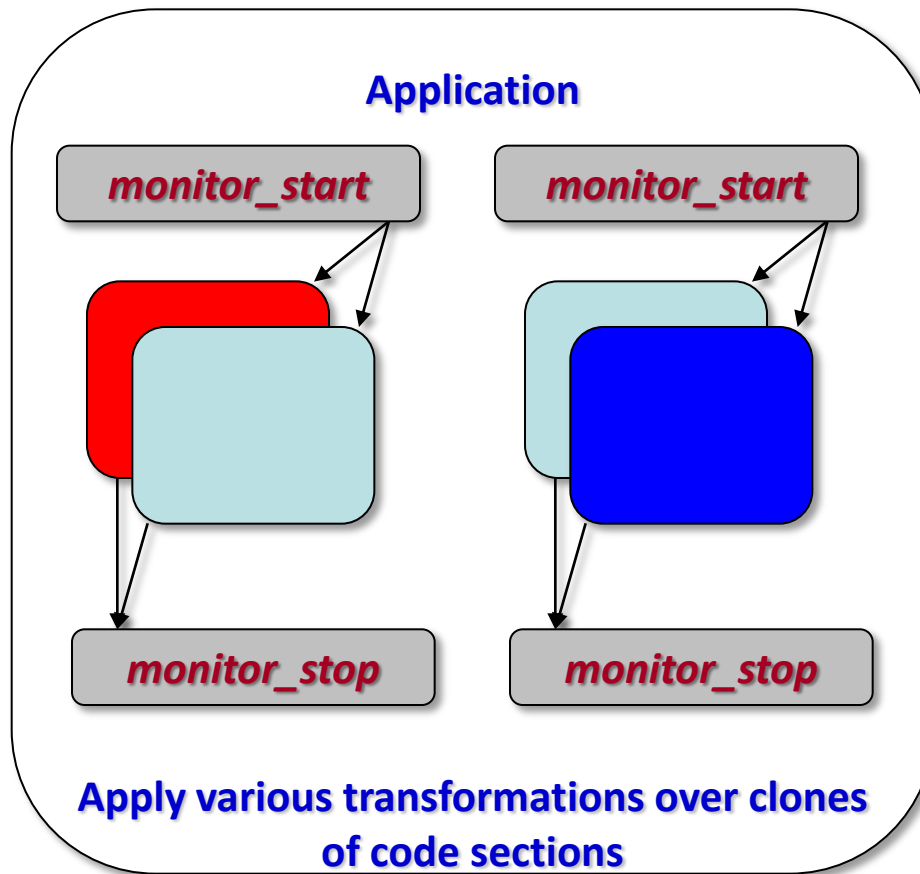 Application
monitor_start
monitor_start
monitor_stop
monitor_stop
Apply various transformations over clones
of code sections